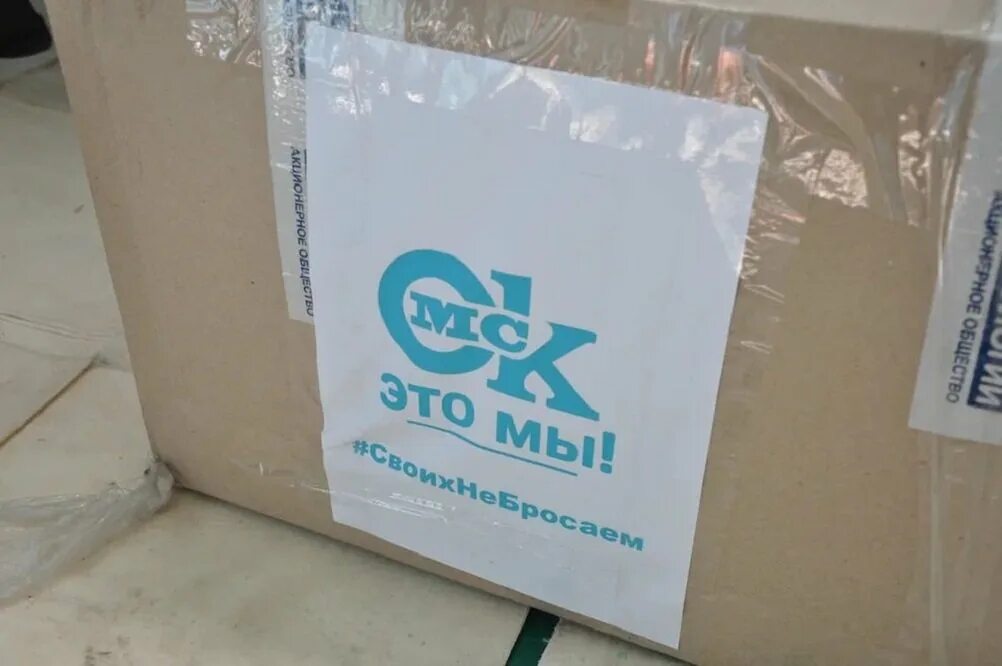 ОМСК
ЭТО МЫ!
#СвоихНеБросаем
АКЦИОНЕРНОЕ ОБЩЕСТВО
АКЦИОНЕРНОЕ ОБЩЕСТВО